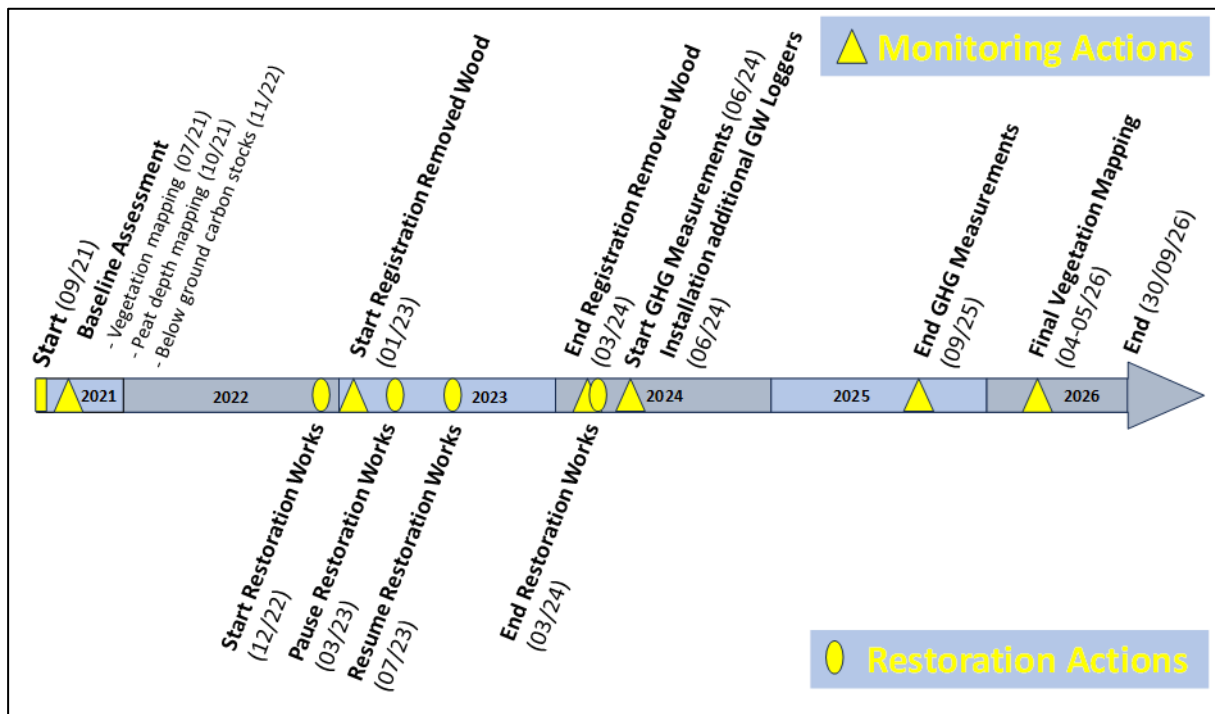 Monitoring Actions
Start (09/21)
Baseline Assessment
- Vegetation mapping (07/21)
- Peat depth mapping (10/21)
- Below ground carbon stocks (11/22)
Start Registration Removed Wood
(01/23)
End Registration Removed Wood
(03/24)
Start GHG Measurements (06/24)
Installation additional GW Loggers
(06/24)
End GHG Measurements
(09/25)
Final Vegetation Mapping
(04-05/26)
End (30/09/26)
2021
2022
2023
2024
2025
2026
Start Restoration Works
(12/22)
Pause Restoration Works
(03/23)
Resume Restoration Works
(07/23)
End Restoration Works
(03/24)
Restoration Actions